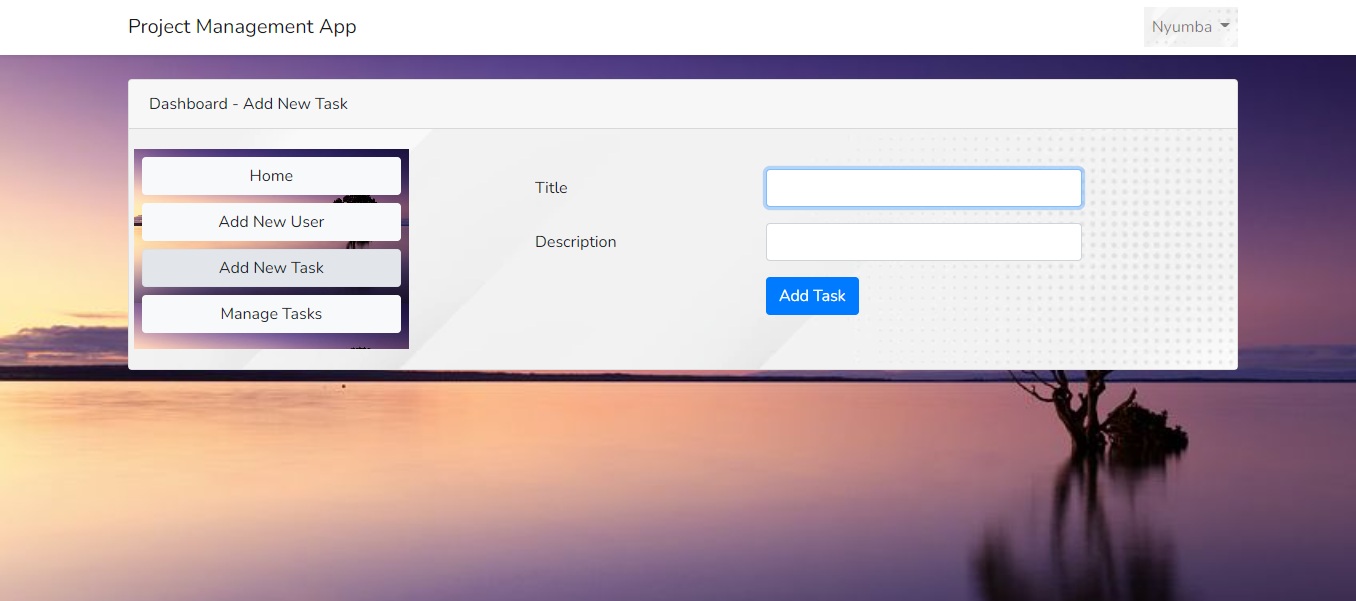 Project Management App
Nyumba
Dashboard - Add New Task
Home
Add New User
Add New Task
Manage Tasks
Title
Description
Add Task